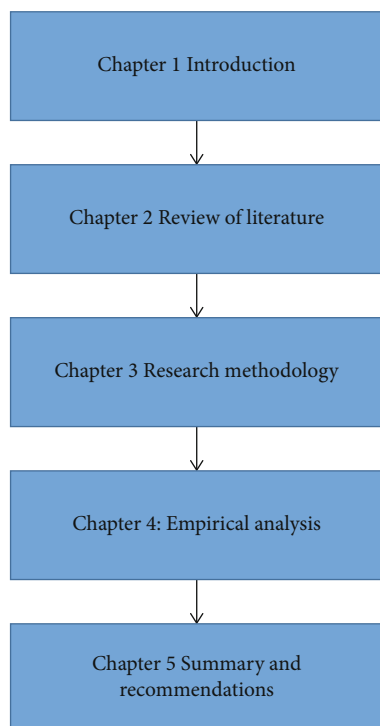 Chapter 1 Introduction
Chapter 2 Review of literature
Chapter 3 Research methodology
Chapter 4: Empirical analysis
Chapter 5 Summary and
recommendations